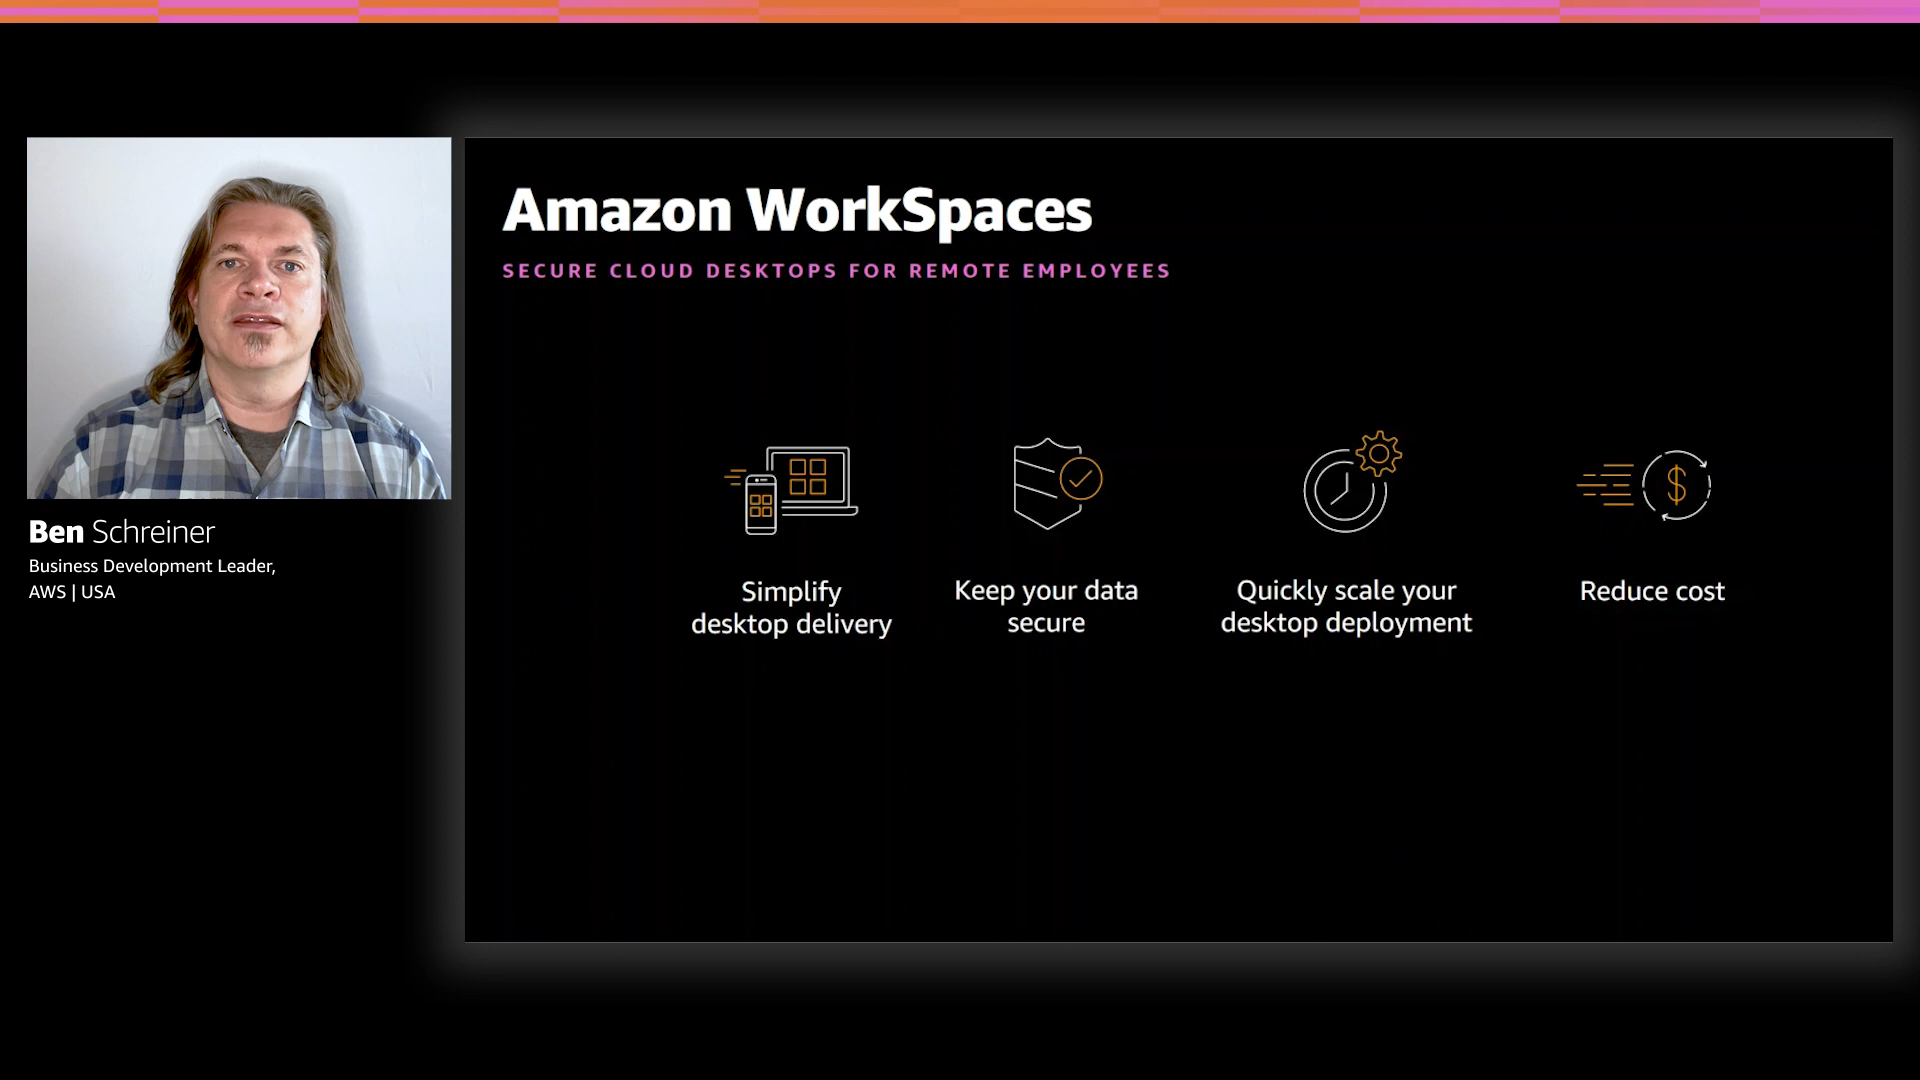 Amazon WorkSpaces
SECURE CLOUD DESKTOPS FOR REMOTE EMPLOYEES
Simplify
desktop delivery
Keep your data
secure
Quickly scale your
desktop deployment
$
Reduce cost
Ben Schreiner
Business Development Leader,
AWS | USA